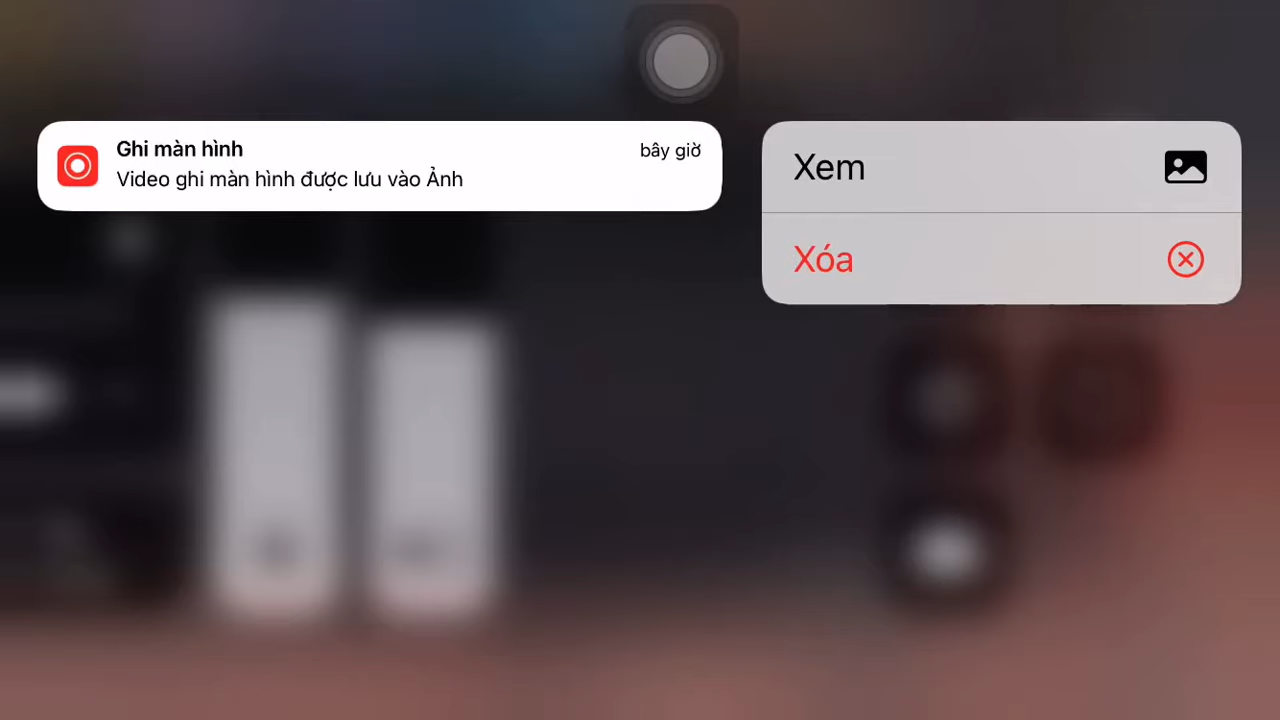 Ghi màn hình
bây giờ
Video ghi màn hình được lưu vào Ảnh
Xem
Xóa